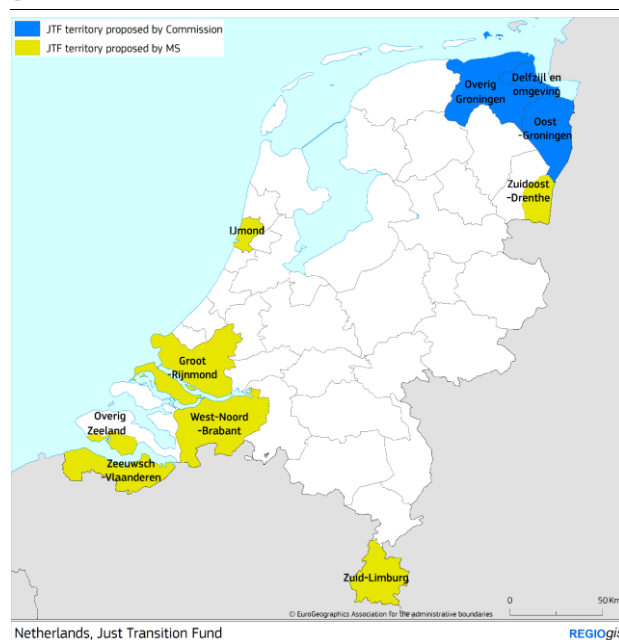 JTF territory proposed by Commission
JTF territory proposed by MS
Overig
Groningen
Delfzijl en
omgeving
Oost
-Groningen
Zuidoost
-Drenthe
IJmond
Groot
-Rijnmond
Overig
Zeeland
West-Noord
-Brabant
Zeeuwsch
-Vlaanderen
Zuid-Limburg
0 50 Km
© EuroGeographics Association for the administrative boundaries
Netherlands, Just Transition Fund
REGIOgis